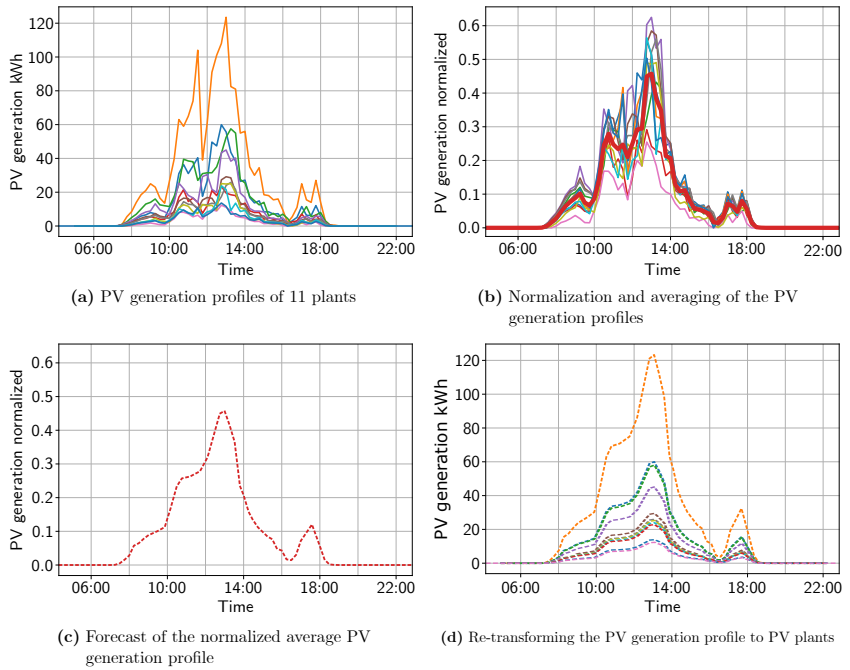 PV generation kWh
120
100
80
60
40
20
0
06:00 10:00 14:00 18:00 22:00
Time
(a) PV generation profiles of 11 plants
PV generation normalized
0.6
0.5
0.4
0.3
0.2
0.1
0.0
06:00 10:00 14:00 18:00 22:00
Time
(b) Normalization and averaging of the PV
generation profiles
PV generation normalized
0.6
0.5
0.4
0.3
0.2
0.1
0.0
06:00 10:00 14:00 18:00 22:00
Time
(c) Forecast of the normalized average PV
generation profile
PV generation kWh
120
100
80
60
40
20
0
06:00 10:00 14:00 18:00 22:00
Time
(d) Re-transforming the PV generation profile to PV plants